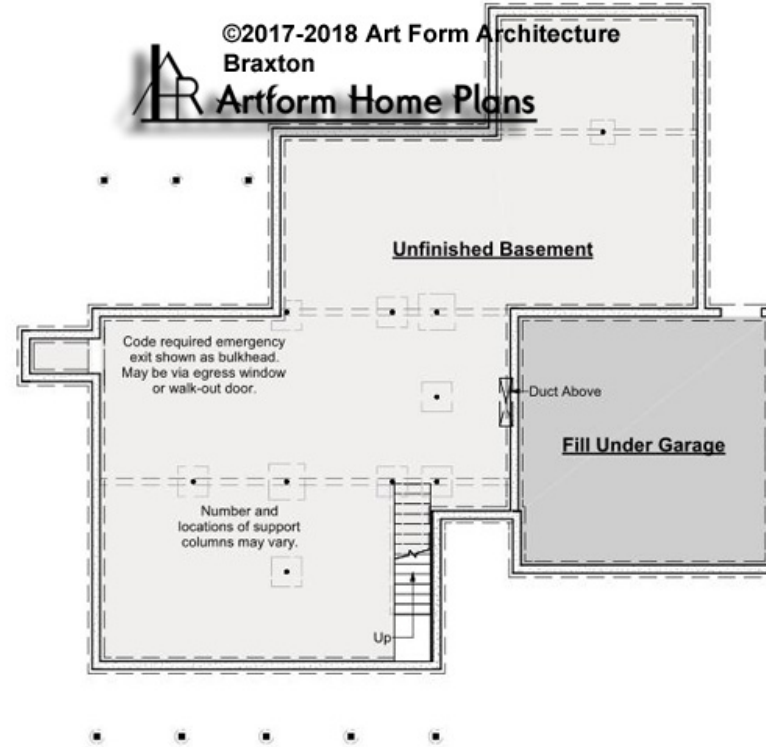 ©2017-2018 Art Form Architecture
Braxton
Artform Home Plans
Unfinished Basement
Code required emergency
exit shown as bulkhead.
May be via egress window
or walk-out door.
Duct Above
Fill Under Garage
Number and
locations of support
columns may vary.
Up